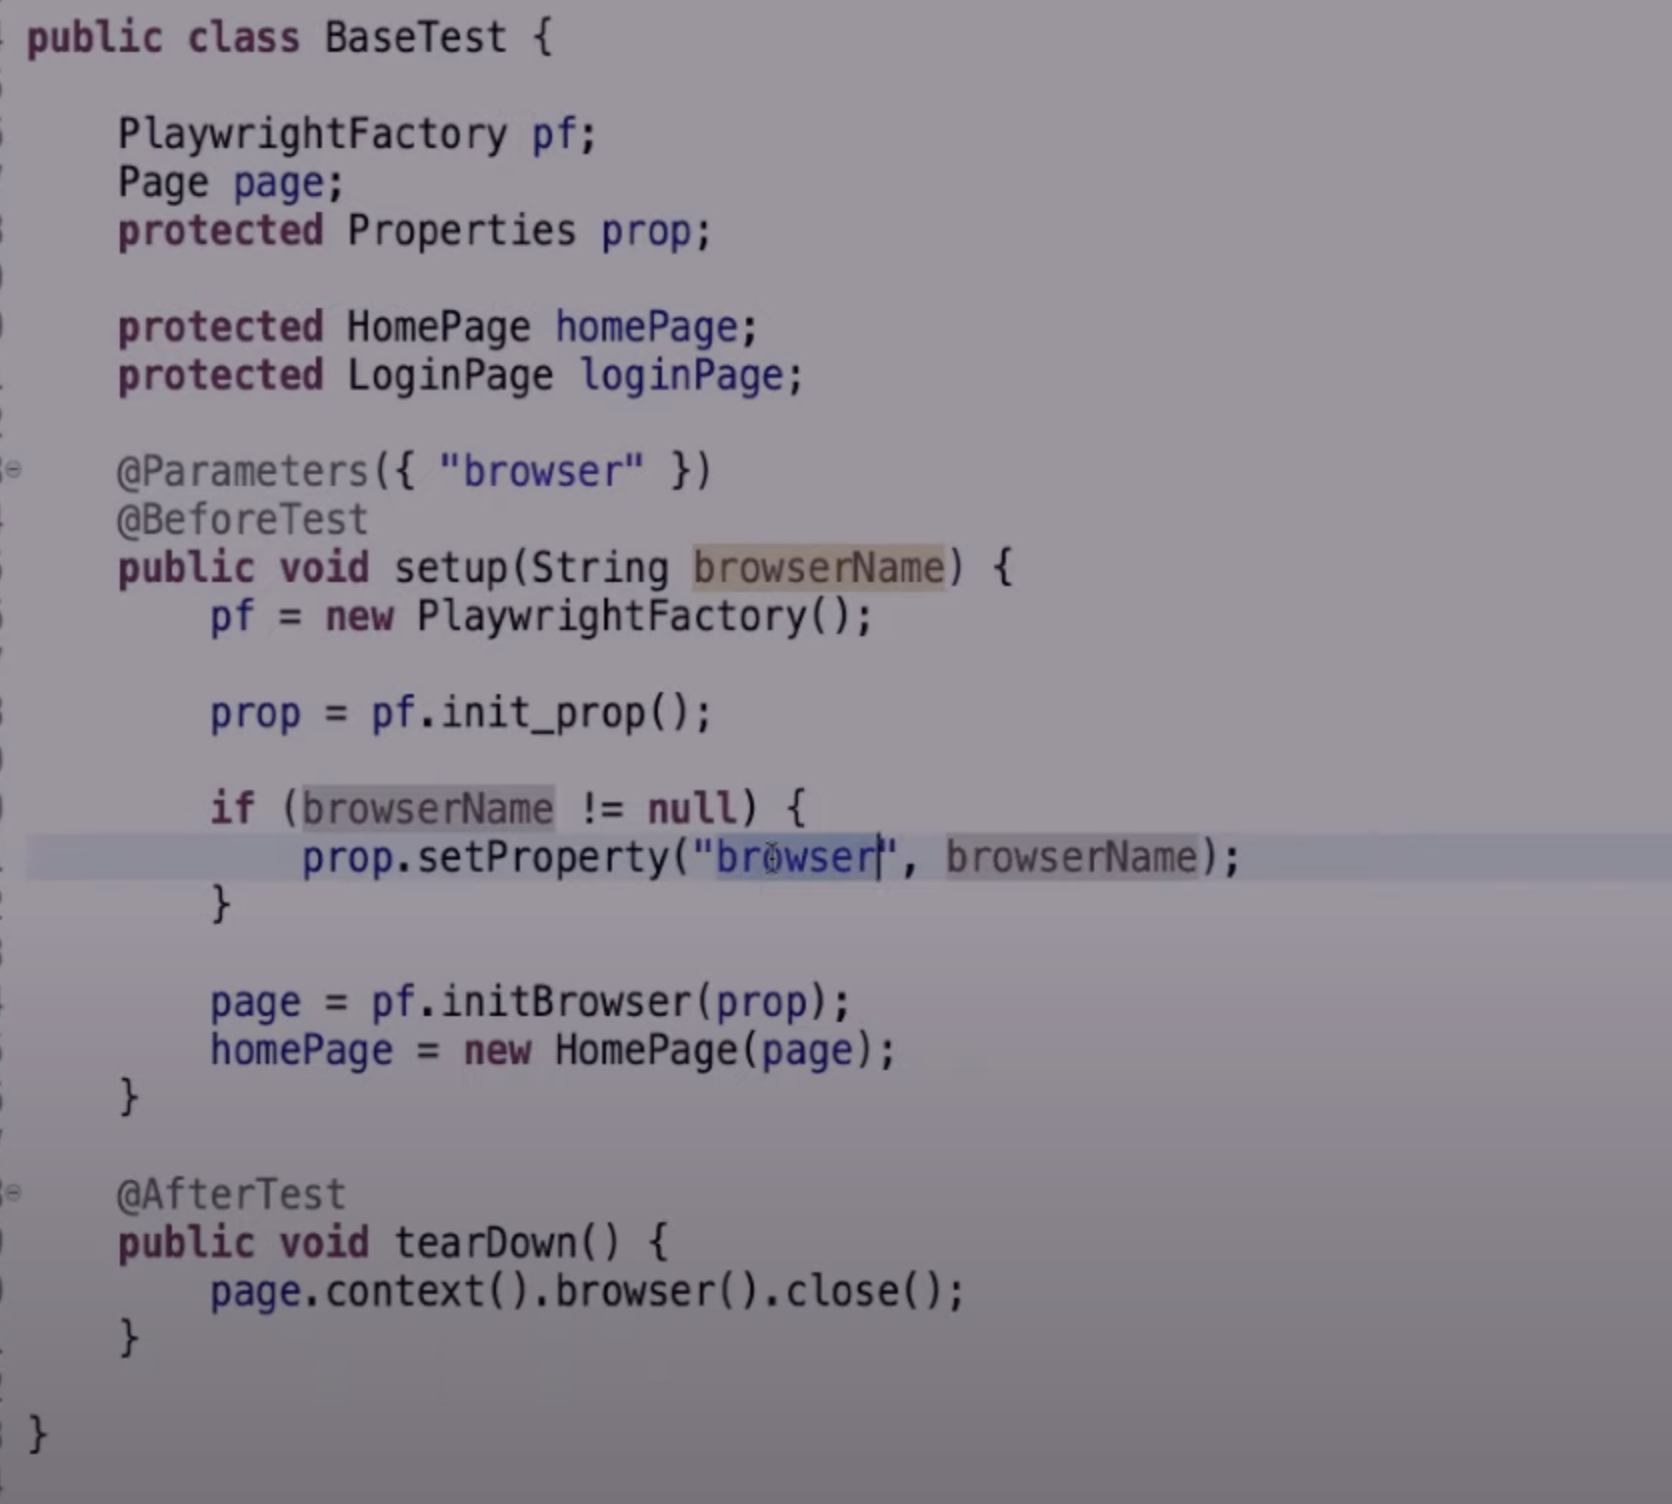 public class BaseTest {
PlaywrightFactory pf;
Page page;
protected Properties prop;
protected HomePage homePage;
protected LoginPage loginPage;
@Parameters({ "browser" })
@BeforeTest
public void setup(String browserName) {
pf = new PlaywrightFactory();
prop = pf.init_prop();
if (browserName != null) {
prop.setProperty("browser", browserName);
}
page = pf.initBrowser(prop);
homePage = new HomePage(page);
}
@AfterTest
public void tearDown() {
page.context().browser().close();
}
}